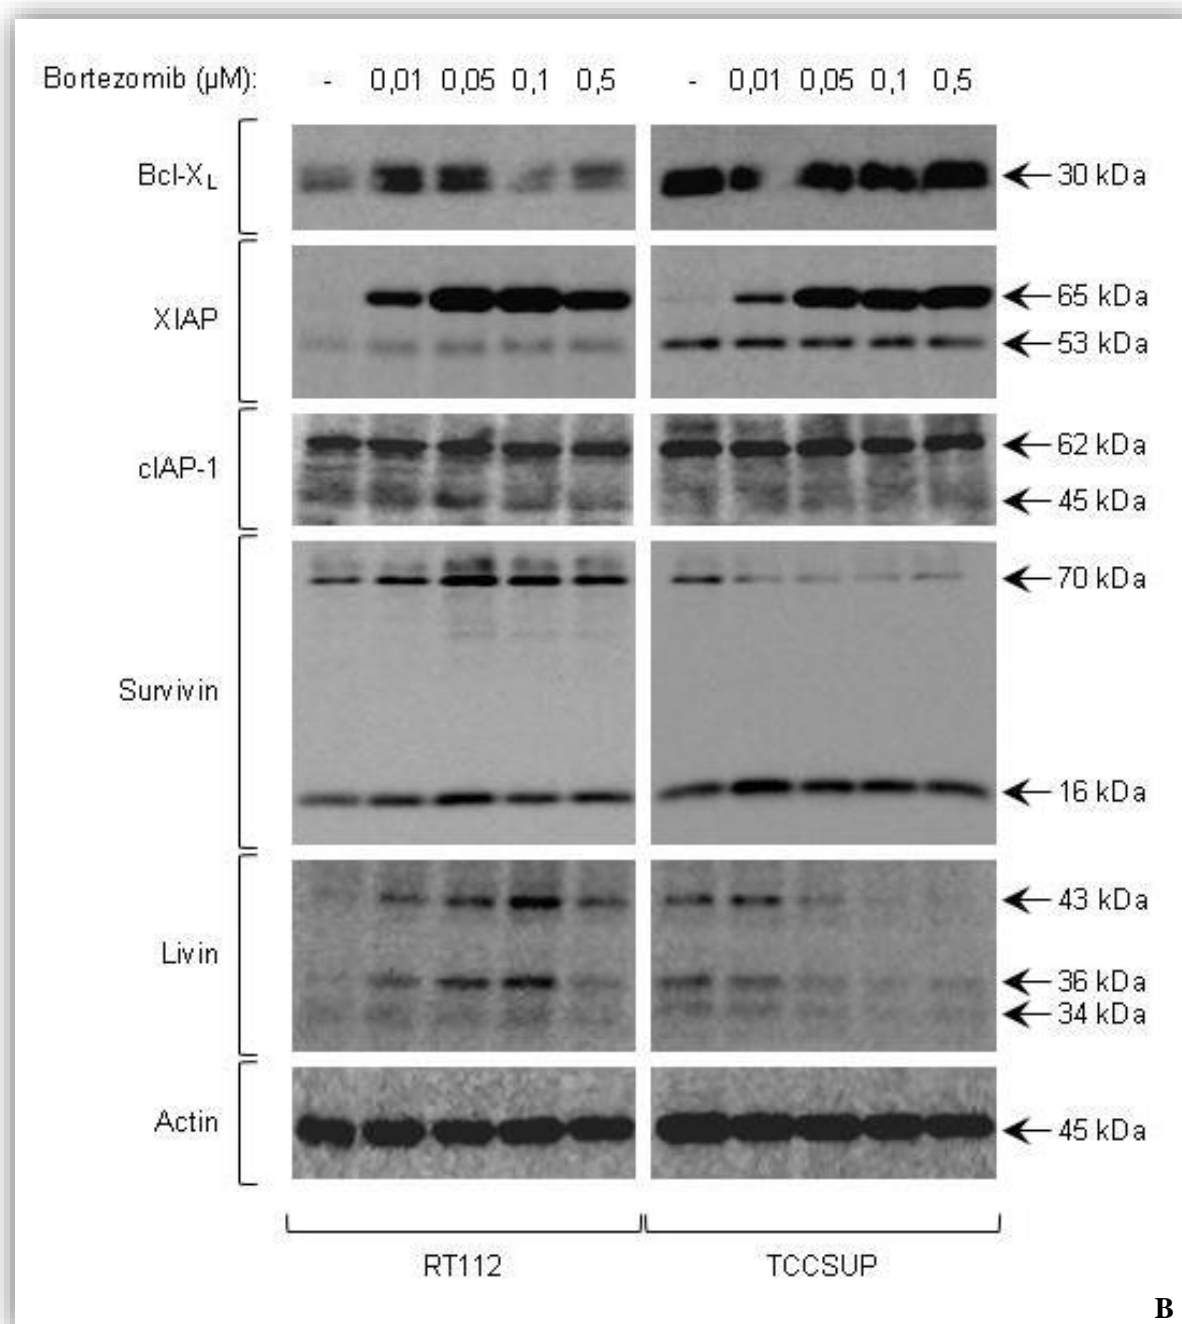 Bortezomib (μM): - 0,01 0,05 0,1 0,5 - 0,01 0,05 0,1 0,5
Bcl-XL 30 kDa
XIAP 65 kDa
53 kDa
cIAP-1 62 kDa
45 kDa
70 kDa
Survivin
16 kDa
43 kDa
Livin
36 kDa
34 kDa
Actin 45 kDa
RT112 TCCSUP
B